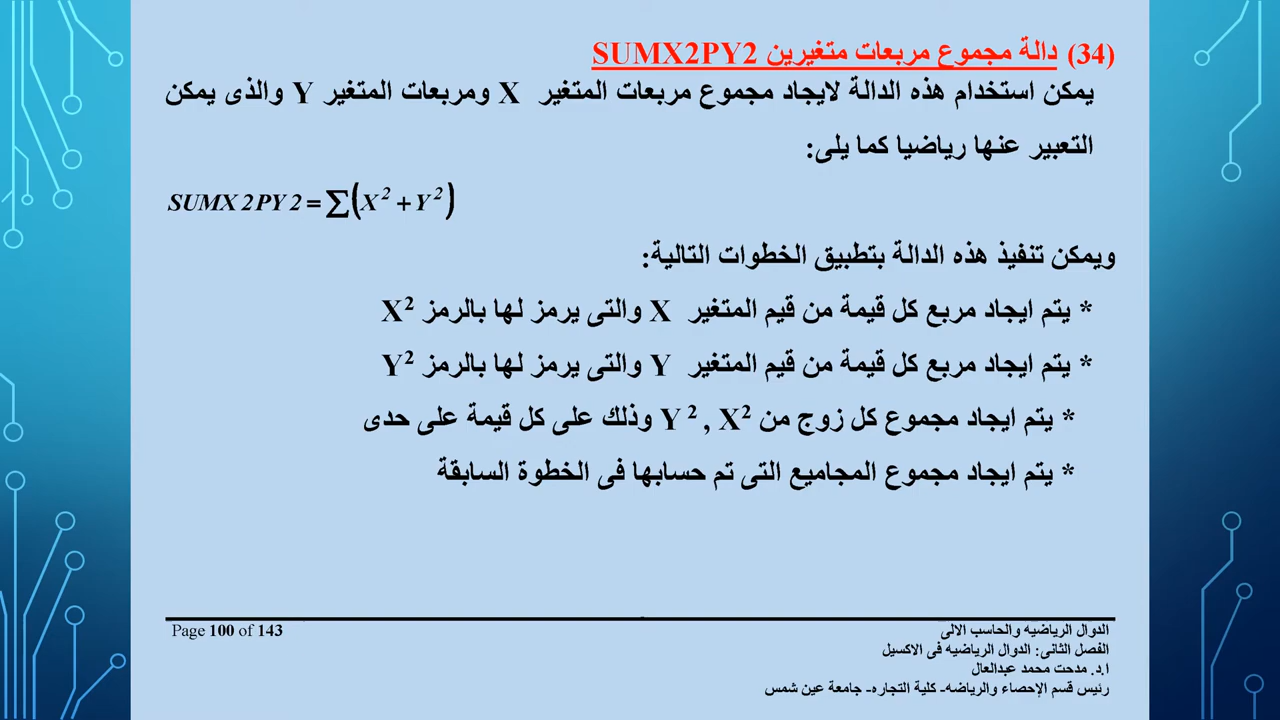 (34) دالة مجموع مربعات متغيرين SUMX2PY2
يمكن استخدام هذه الدالة لايجاد مجموع مربعات المتغير X ومربعات المتغير Y والذى يمكن
التعبير عنها رياضيا كما يلى:
SUMX 2PY 2 = ∑(X² + Y²)
ويمكن تنفيذ هذه الدالة بتطبيق الخطوات التالية:
* يتم ايجاد مربع كل قيمة من قيم المتغير X والتى يرمز لها بالرمز X²
* يتم ايجاد مربع كل قيمة من قيم المتغير Y والتى يرمز لها بالرمز Y²
* يتم ايجاد مجموع كل زوج من Y ² , X² وذلك على كل قيمة على حدى
* يتم ايجاد مجموع المجاميع التى تم حسابها فى الخطوة السابقة
الدوال الرياضيه والحاسب الالى
Page 100 of 143
الفصل الثانى: الدوال الرياضيه فى الاكسيل
ا.د. مدحت محمد عبدالعال
رئيس قسم الإحصاء والرياضه- كلية التجاره- جامعة عين شمس